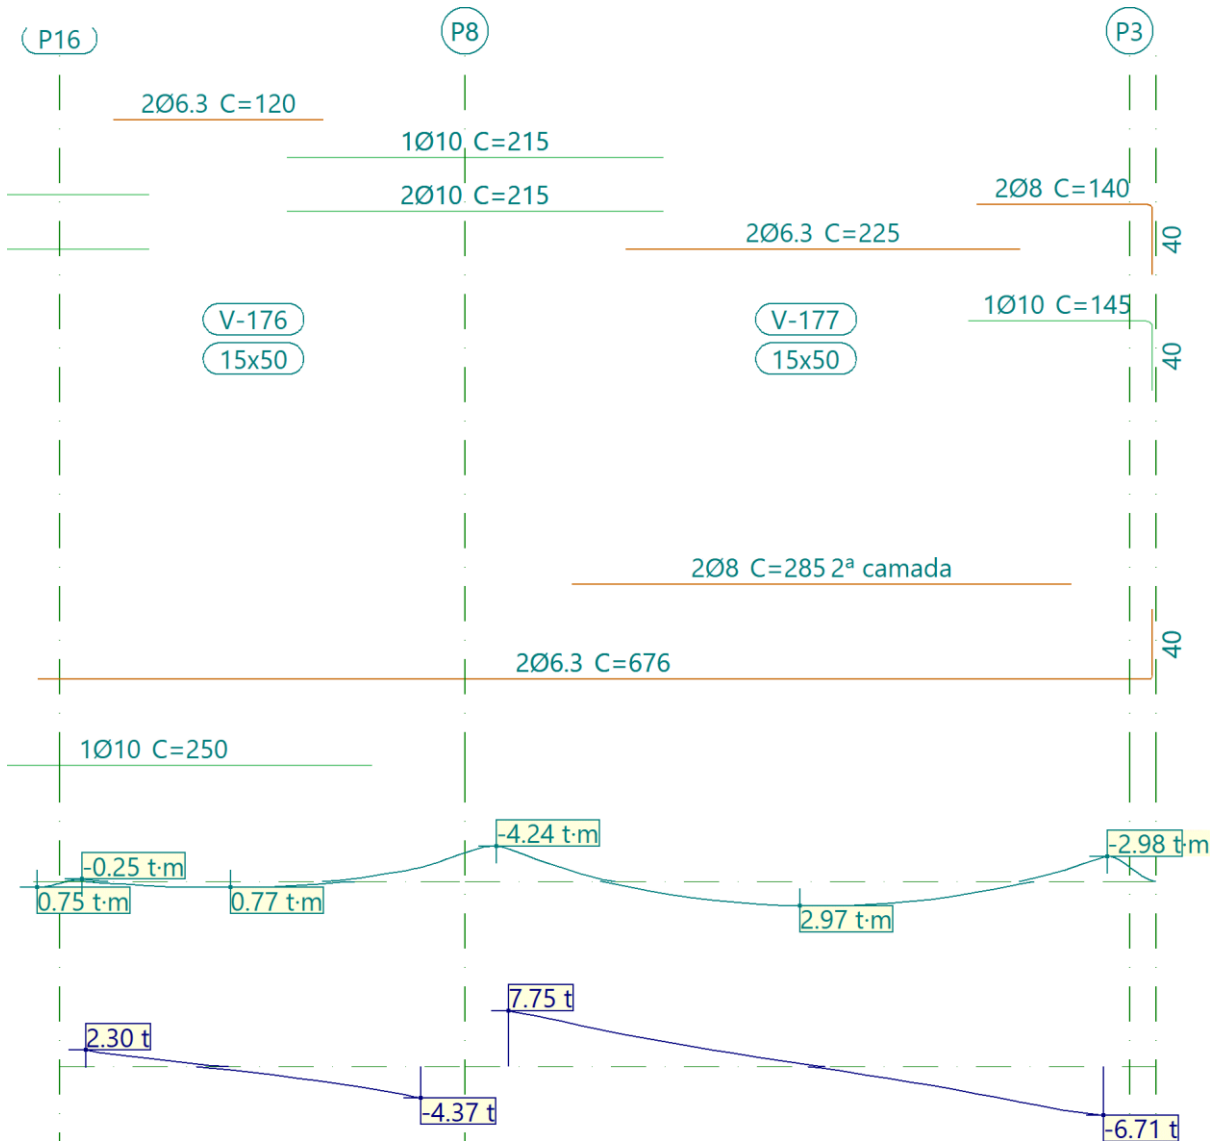 P16
P8
P3
2Ø6.3 C=120
1Ø10 C=215
2Ø10 C=215
2Ø8 C=140
40
2Ø6.3 C=225
V-176
15x50
V-177
15x50
1Ø10 C=145
40
2Ø8 C=285 2ª camada
2Ø6.3 C=676
40
1Ø10 C=250
-4.24 t·m
-2.98 t·m
-0.25 t·m
0.75 t·m
0.77 t·m
2.97 t·m
7.75 t
2.30 t
-4.37 t
-6.71 t